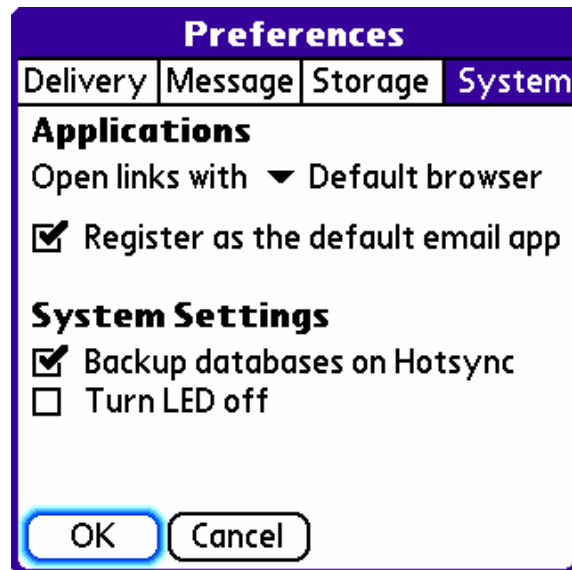 Preferences
Delivery Message Storage System
Applications
Open links with Default browser
Register as the default email app
System Settings
Backup databases on Hotsync
Turn LED off
OK Cancel